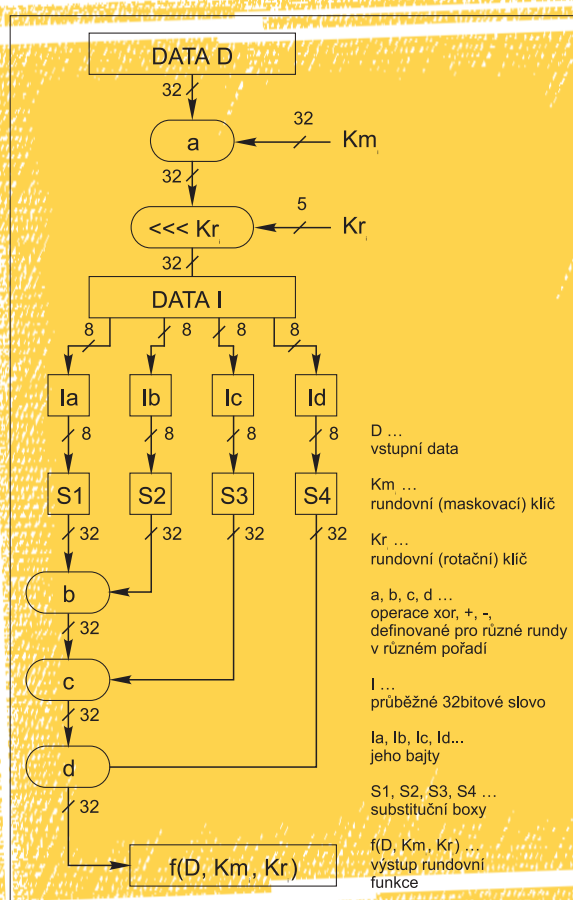 DATA D
32
32
a
Km i
32
5
<<< Kr i
Kr i
32
DATA I
8 8 8 8
Ia Ib Ic Id
8 8 8 8
S1 S2 S3 S4
32 32 32 32
b
32
c
32
d
32
f(D, Km, Kr)
D ...
vstupní data
Km i ...
rundovní (maskovací) klíč
Kr i ...
rundovní (rotační) klíč
a, b, c, d ...
operace xor, +, -,
definované pro různé rundy
v různém pořadí
I ...
průběžné 32bitové slovo
Ia, Ib, Ic, Id...
jeho bajty
S1, S2, S3, S4 ...
substituční boxy
f(D, Km, Kr) ...
výstup rundovní
funkce